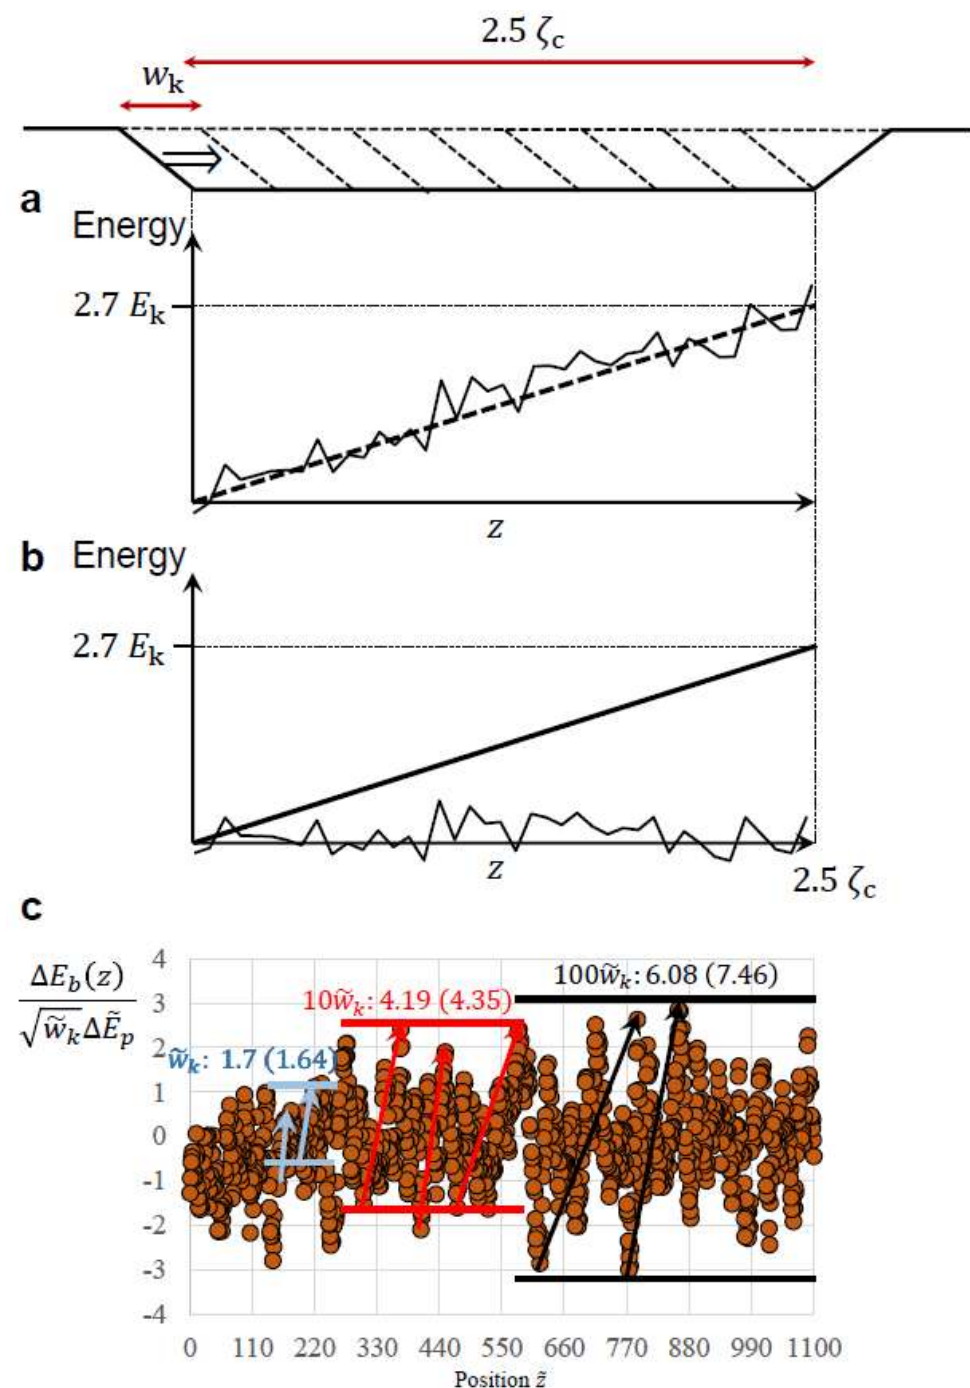 2.5 ζc
wk
a
Energy
2.7 Ek
z
b
Energy
2.7 Ek
z
2.5 ζc
c
ΔEb(z)
√w̃k ΔẼp
4
3
2
1
0
-1
-2
-3
-4
100w̃k: 6.08 (7.46)
10w̃k: 4.19 (4.35)
w̃k: 1.7 (1.64)
0 110 220 330 440 550 660 770 880 990 1100
Position z̃